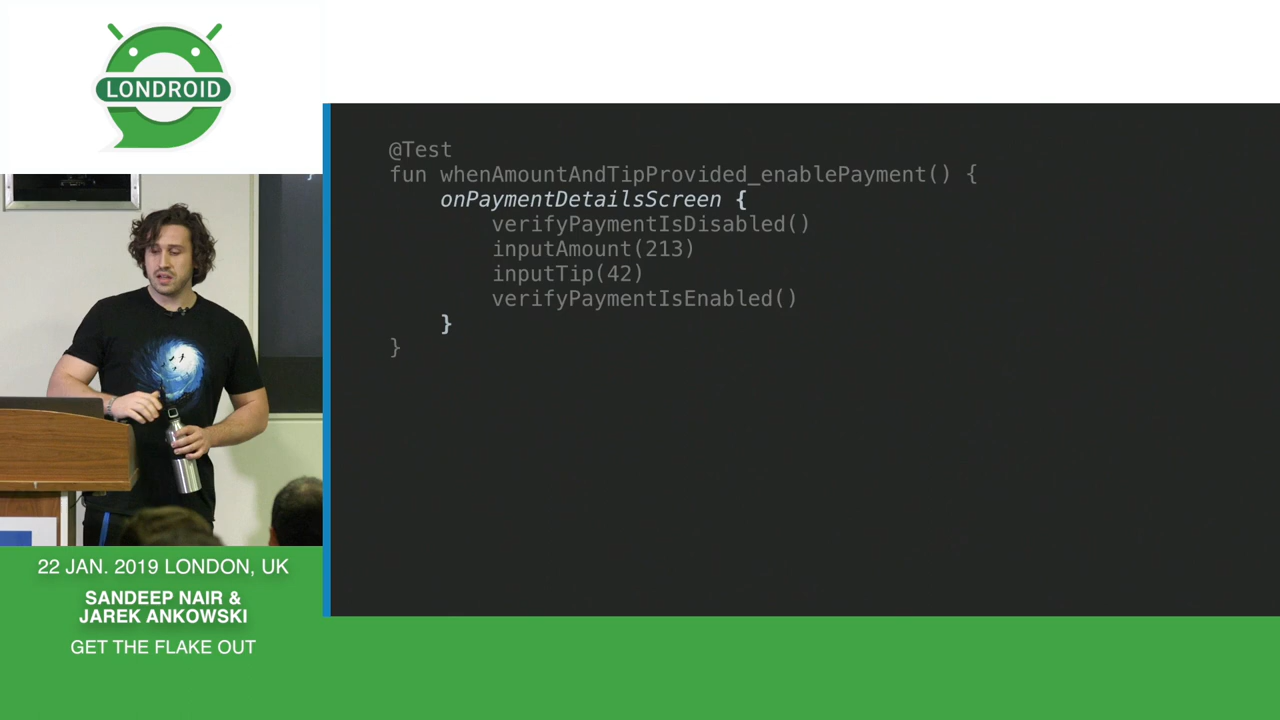 LONDROID
@Test
fun whenAmountAndTipProvided_enablePayment() {
onPaymentDetailsScreen {
verifyPaymentIsDisabled()
inputAmount(213)
inputTip(42)
verifyPaymentIsEnabled()
}
}
22 JAN. 2019 LONDON, UK
SANDEEP NAIR &
JAREK ANKOWSKI
GET THE FLAKE OUT